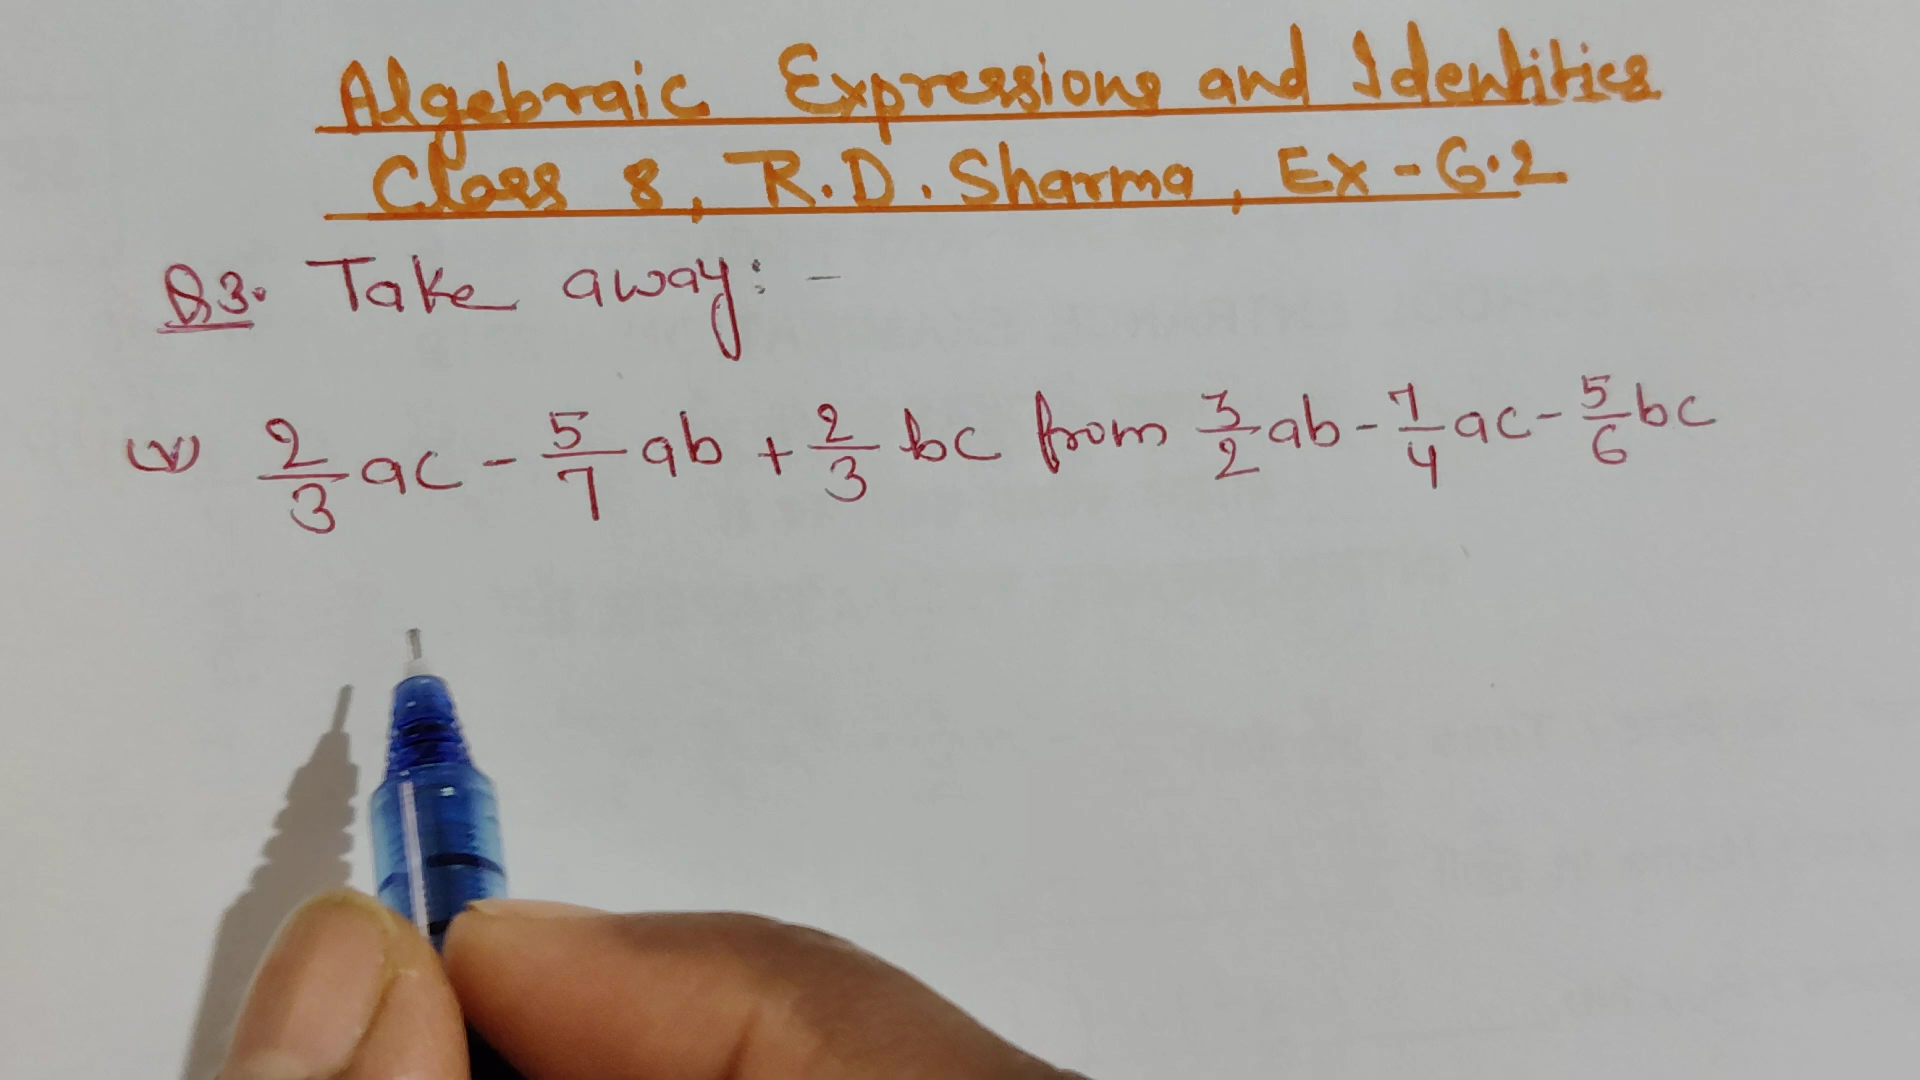 Algebraic Expressions and Identities
Class 8, R.D. Sharma, Ex-6.2
Q3. Take away:-
(v) 2/3 ac - 5/7 ab + 2/3 bc from 3/2 ab - 7/4 ac - 5/6 bc